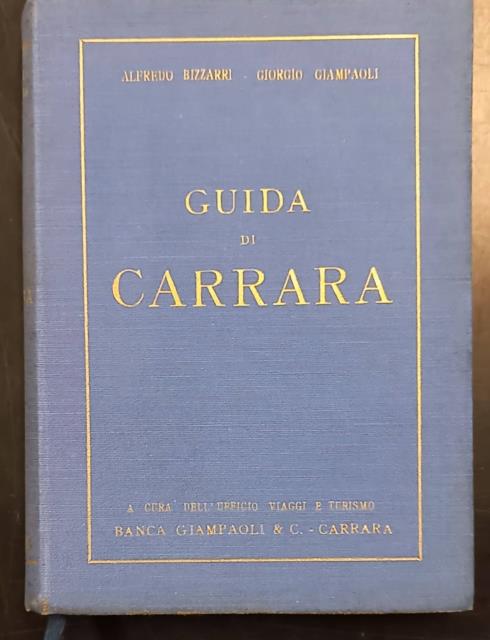 ALFREDO BIZZARRI - GIORGIO GIAMPAOLI
GUIDA
DI
CARRARA
A CURA DELL'UFFICIO VIAGGI E TURISMO
BANCA GIAMPAOLI & C. - CARRARA